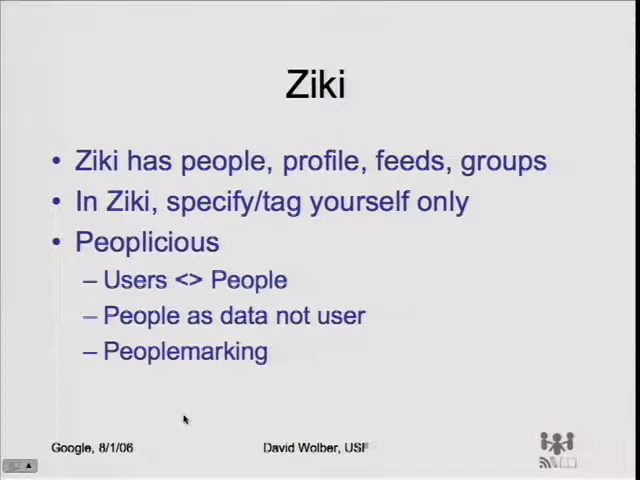 Ziki
• Ziki has people, profile, feeds, groups
• In Ziki, specify/tag yourself only
• Peoplicious
– Users <> People
– People as data not user
– Peoplemarking
Google, 8/1/06
David Wolber, USF